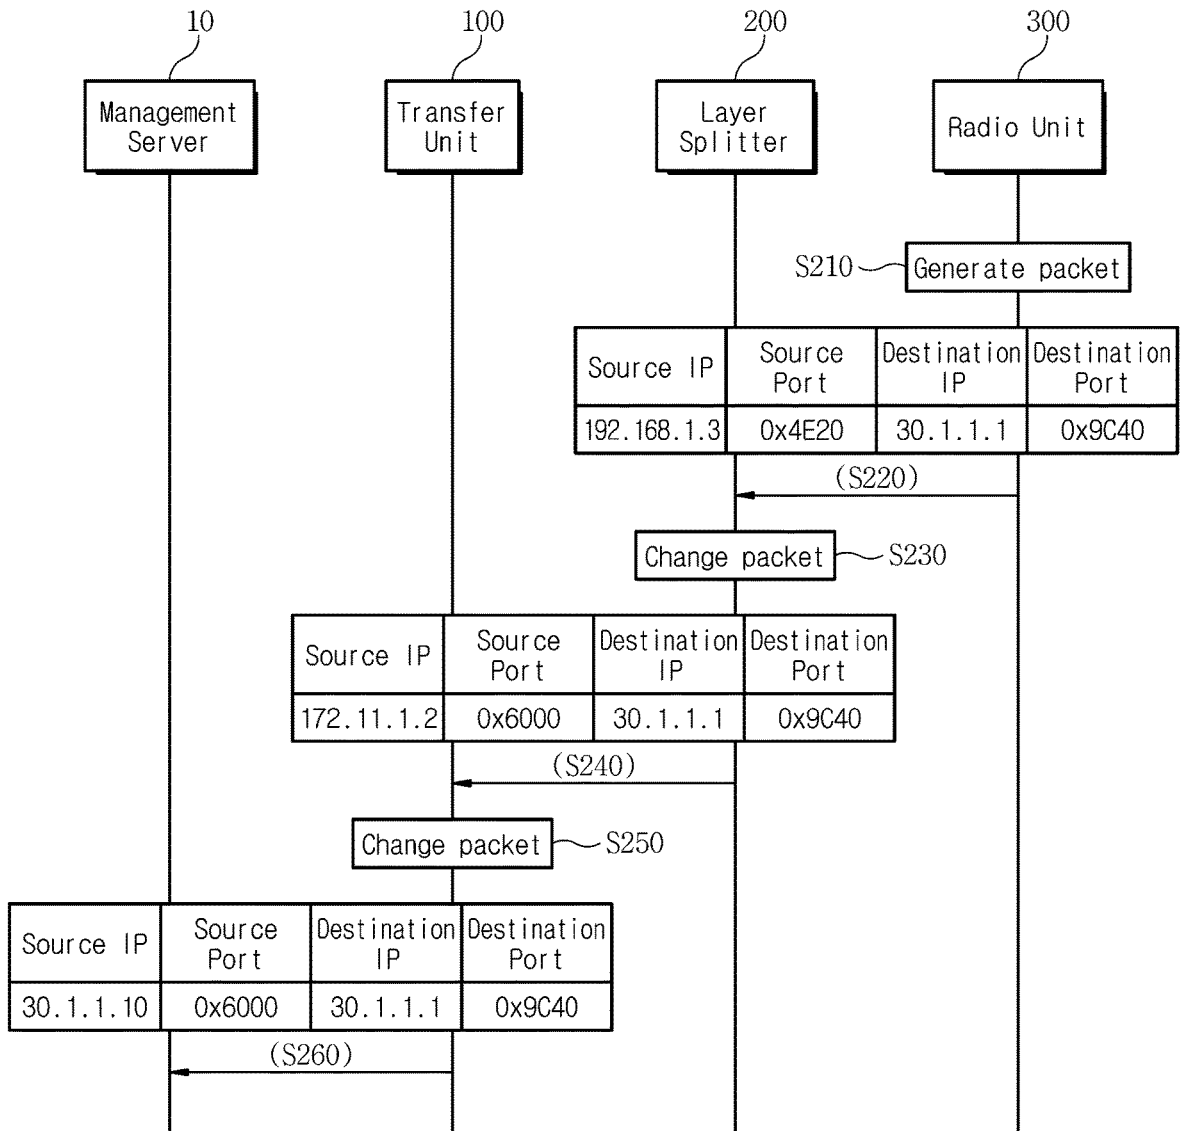 10 100 200 300
Management Server
Transfer Unit
Layer Splitter
Radio Unit
S210 Generate packet
Source IP Source Port Destination IP Destination Port
192.168.1.3 0x4E20 30.1.1.1 0x9C40
(S220)
Change packet S230
Source IP Source Port Destination IP Destination Port
172.11.1.2 0x6000 30.1.1.1 0x9C40
(S240)
Change packet S250
Source IP Source Port Destination IP Destination Port
30.1.1.10 0x6000 30.1.1.1 0x9C40
(S260)